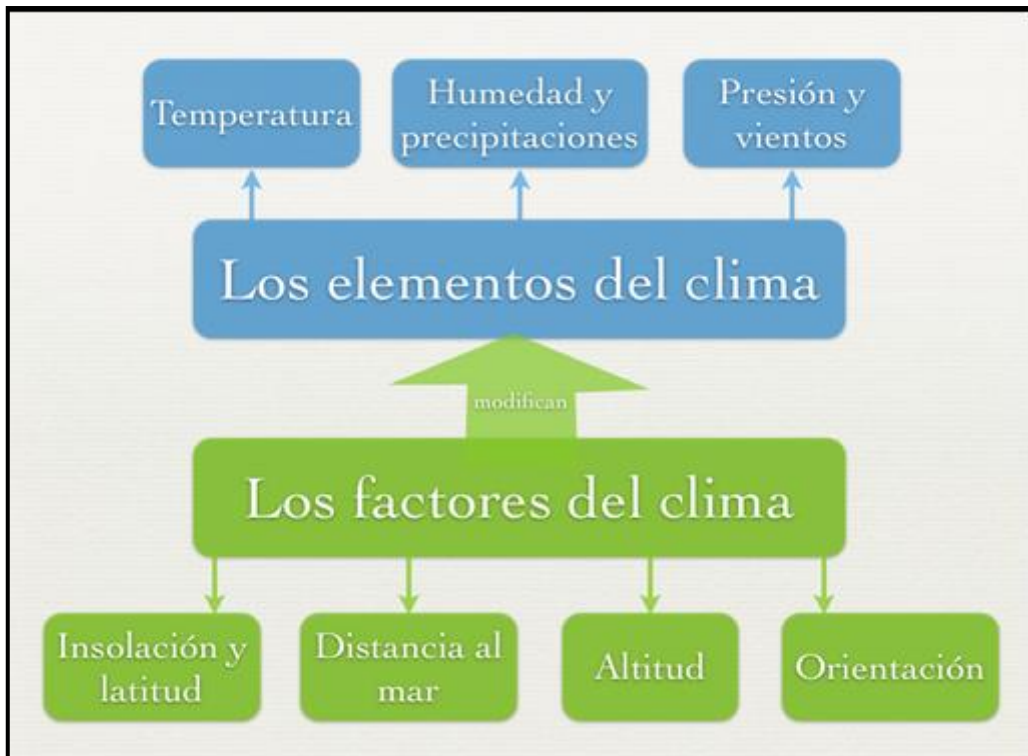 Temperatura
Humedad y
precipitaciones
Presión y
vientos
Los elementos del clima
modifican
Los factores del clima
Insolación y
latitud
Distancia al
mar
Altitud
Orientación